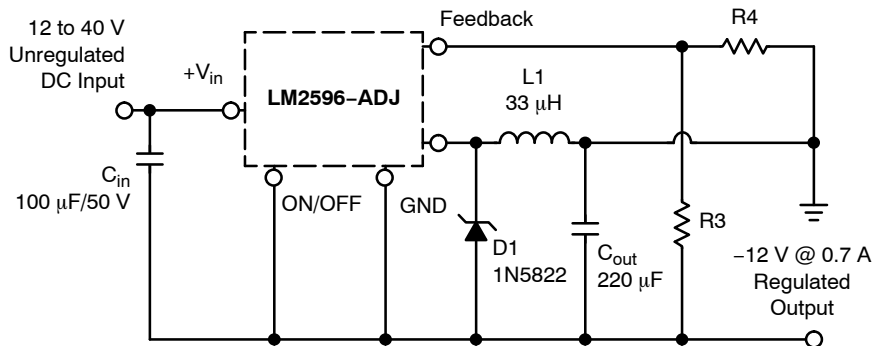 12 to 40 V
Unregulated
DC Input
+Vin
LM2596−ADJ
Feedback
R4
L1
33 μH
Cin
100 μF/50 V
ON/OFF
GND
D1
1N5822
Cout
220 μF
R3
−12 V @ 0.7 A
Regulated
Output